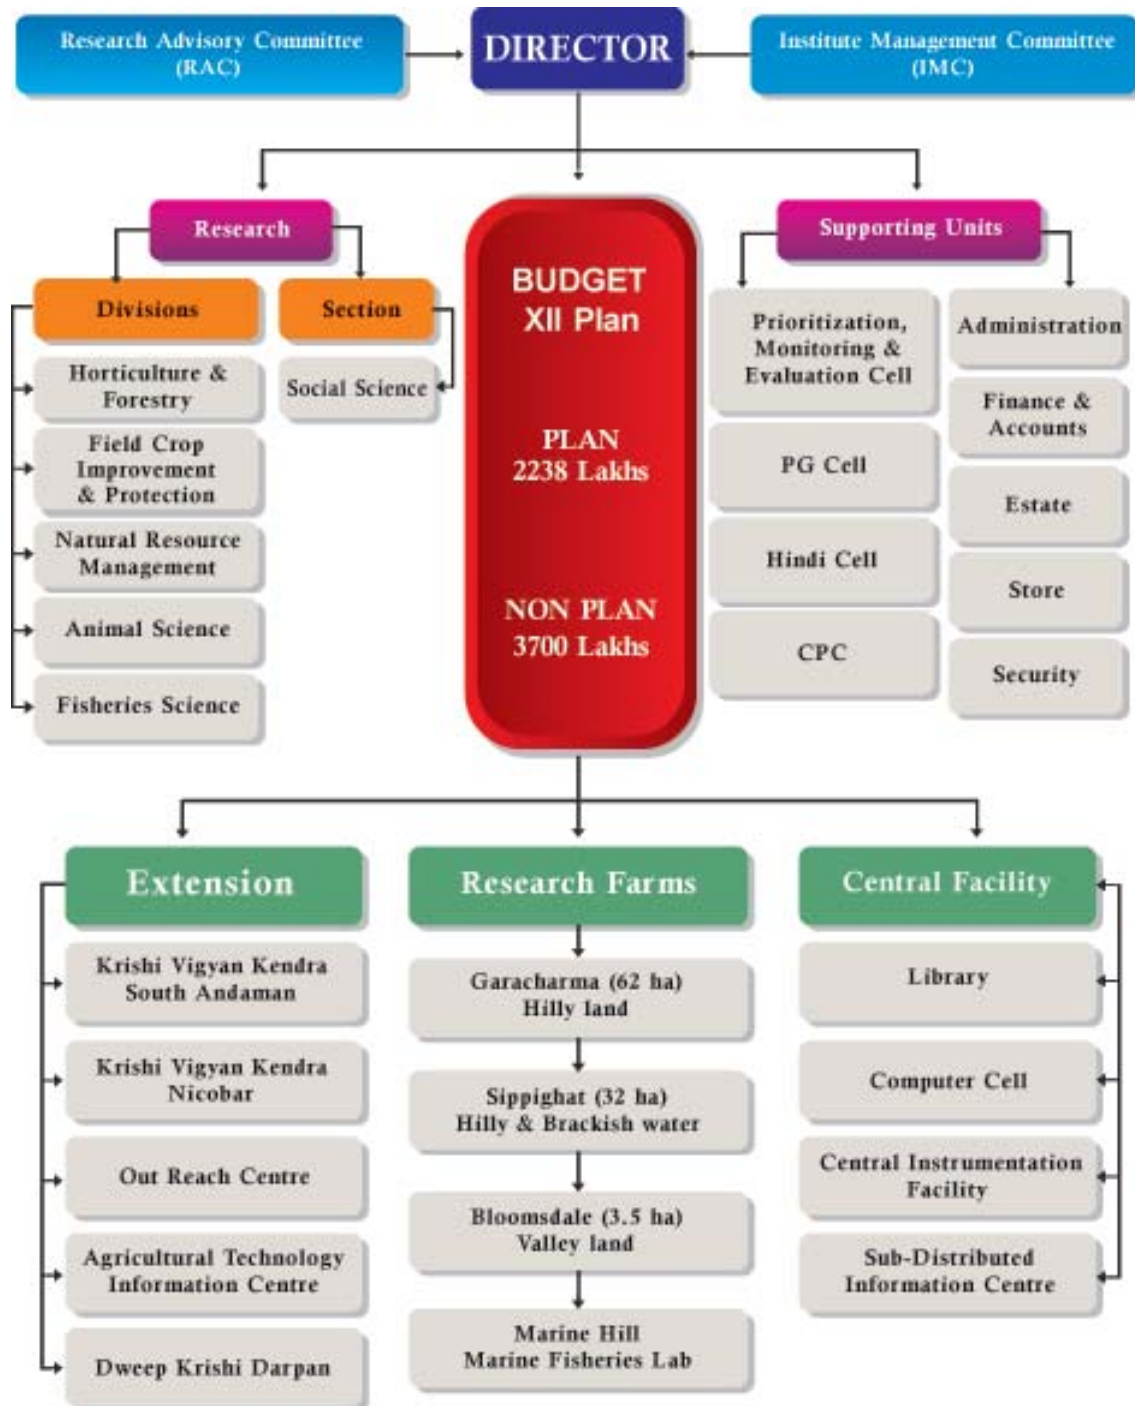 Research Advisory Committee
(RAC)
DIRECTOR
Institute Management Committee
(IMC)
Research
Supporting Units
Divisions
Section
Horticulture &
Forestry
Field Crop
Improvement
& Protection
Natural Resource
Management
Animal Science
Fisheries Science
Social Science
BUDGET
XII Plan
PLAN
2238 Lakhs
NON PLAN
3700 Lakhs
Prioritization,
Monitoring &
Evaluation Cell
PG Cell
Hindi Cell
CPC
Administration
Finance &
Accounts
Estate
Store
Security
Extension
Krishi Vigyan Kendra
South Andaman
Krishi Vigyan Kendra
Nicobar
Out Reach Centre
Agricultural Technology
Information Centre
Dweep Krishi Darpan
Research Farms
Garacharma (62 ha)
Hilly land
Sippighat (32 ha)
Hilly & Brackish water
Bloomsdale (3.5 ha)
Valley land
Marine Hill
Marine Fisheries Lab
Central Facility
Library
Computer Cell
Central Instrumentation
Facility
Sub-Distributed
Information Centre